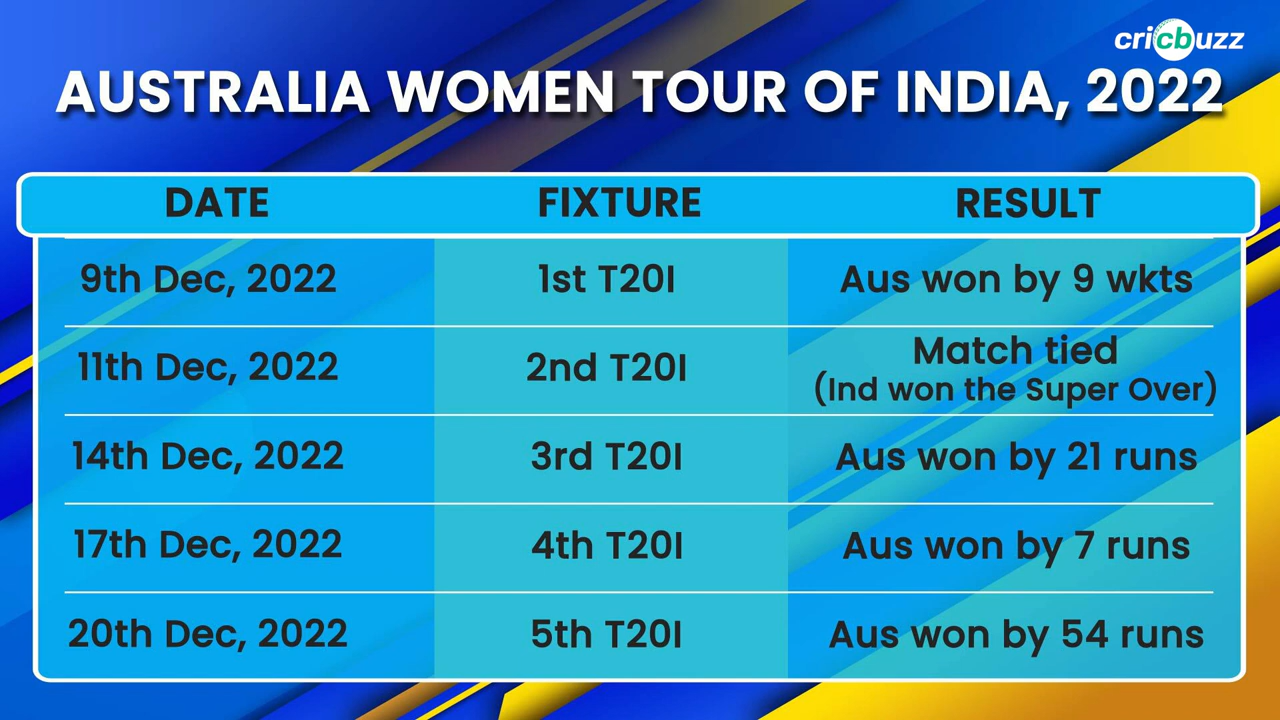 cricbuzz
AUSTRALIA WOMEN TOUR OF INDIA, 2022
DATE FIXTURE RESULT
9th Dec, 2022 1st T20I Aus won by 9 wkts
11th Dec, 2022 2nd T20I Match tied
(Ind won the Super Over)
14th Dec, 2022 3rd T20I Aus won by 21 runs
17th Dec, 2022 4th T20I Aus won by 7 runs
20th Dec, 2022 5th T20I Aus won by 54 runs